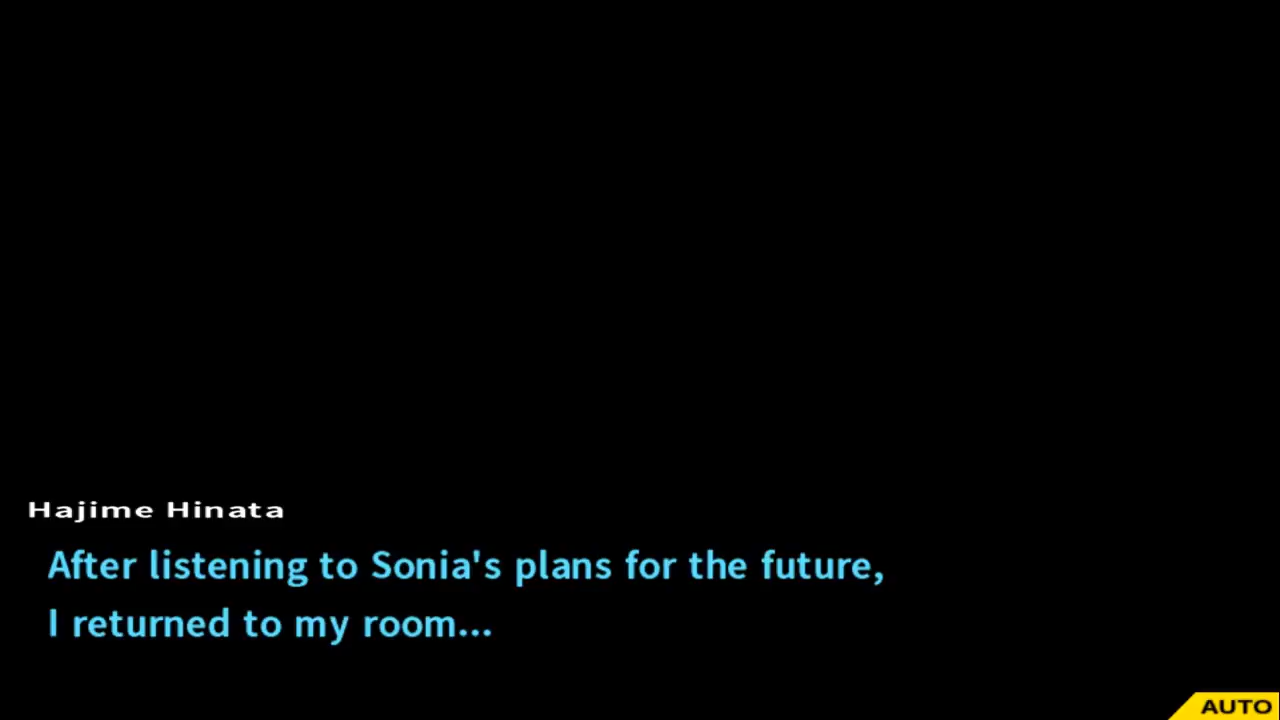 Hajime Hinata
After listening to Sonia's plans for the future,
I returned to my room...
AUTO